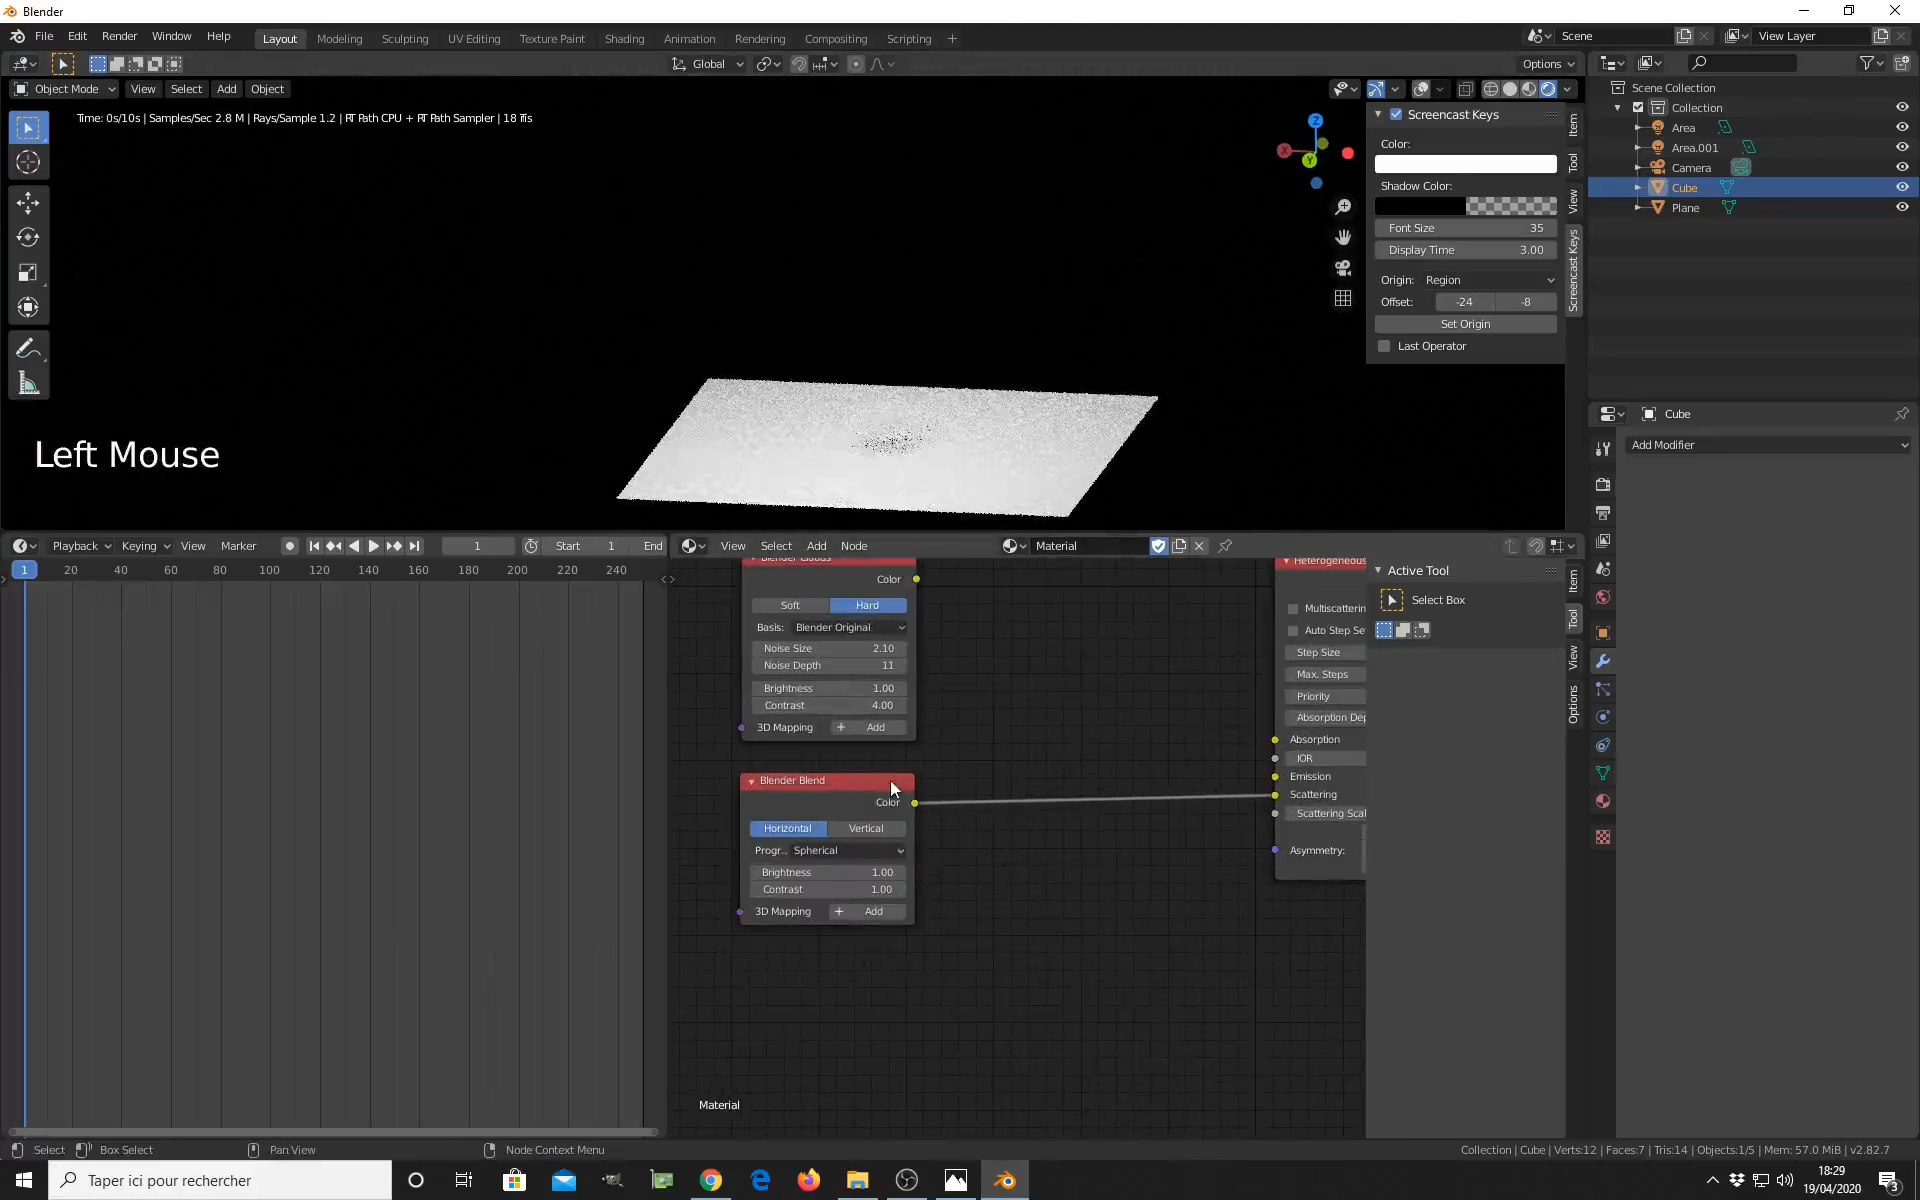 Blender
File Edit Render Window Help Layout Modeling Sculpting UV Editing Texture Paint Shading Animation Rendering Compositing Scripting + Scene View Layer
Global Options
Object Mode View Select Add Object
Time: 0s/10s | Samples/Sec 2.8 M | Rays/Sample 1.2 | RT Path CPU + RT Path Sampler |
Z
X
Y
Left Mouse
Screencast Keys
Color:
Shadow Color:
Font Size 35
Display Time 3.00
Origin: Region
Offset: -24 -8
Set Origin
Last Operator
Item
Tool
View
Screencast Keys
Scene Collection
Collection
Area
Area.001
Camera
Cube
Plane
Cube
Add Modifier
Playback Keying View Marker 1 Start 1 End
1 20 40 60 80 100 120 140 160 180 200 220 240
View Select Add Node Material
Blender Clouds
Color
Soft Hard
Basis: Blender Original
Noise Size 2.10
Noise Depth 11
Brightness 1.00
Contrast 4.00
3D Mapping + Add
Blender Blend
Color
Horizontal Vertical
Progr.. Spherical
Brightness 1.00
Contrast 1.00
3D Mapping + Add
Heterogeneous
Multiscatterin
Auto Step Se
Step Size
Max. Steps
Priority
Absorption Dep
Absorption
IOR
Emission
Scattering
Scattering Scal
Asymmetry:
Active Tool
Select Box
Item
Tool
View
Options
Material
Select Box Select Pan View Node Context Menu Collection | Cube | Verts:12 | Faces:7 | Tris:14 | Objects:1/5 | Mem: 57.0 MiB | v2.82.7
Taper ici pour rechercher
18:29
19/04/2020
3